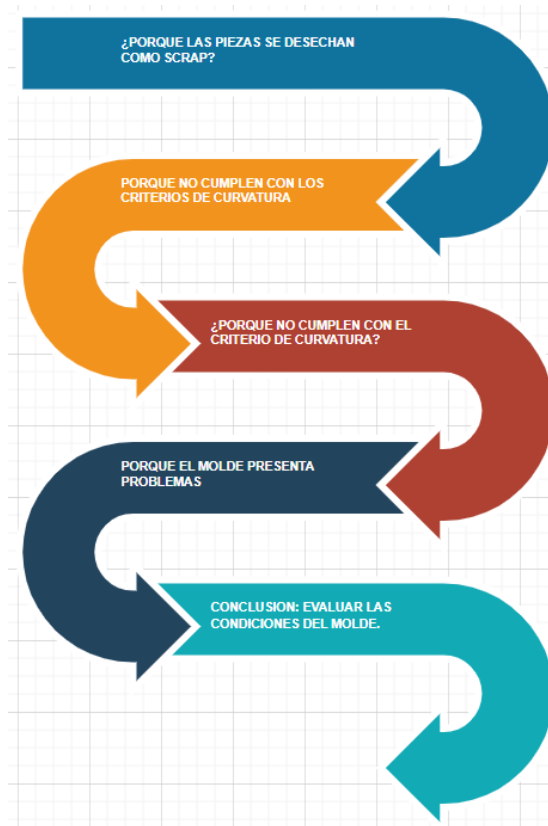 ¿PORQUE LAS PIEZAS SE DESECHAN
COMO SCRAP?
PORQUE NO CUMPLEN CON LOS
CRITERIOS DE CURVATURA
¿PORQUE NO CUMPLEN CON EL
CRITERIO DE CURVATURA?
PORQUE EL MOLDE PRESENTA
PROBLEMAS
CONCLUSION: EVALUAR LAS
CONDICIONES DEL MOLDE.